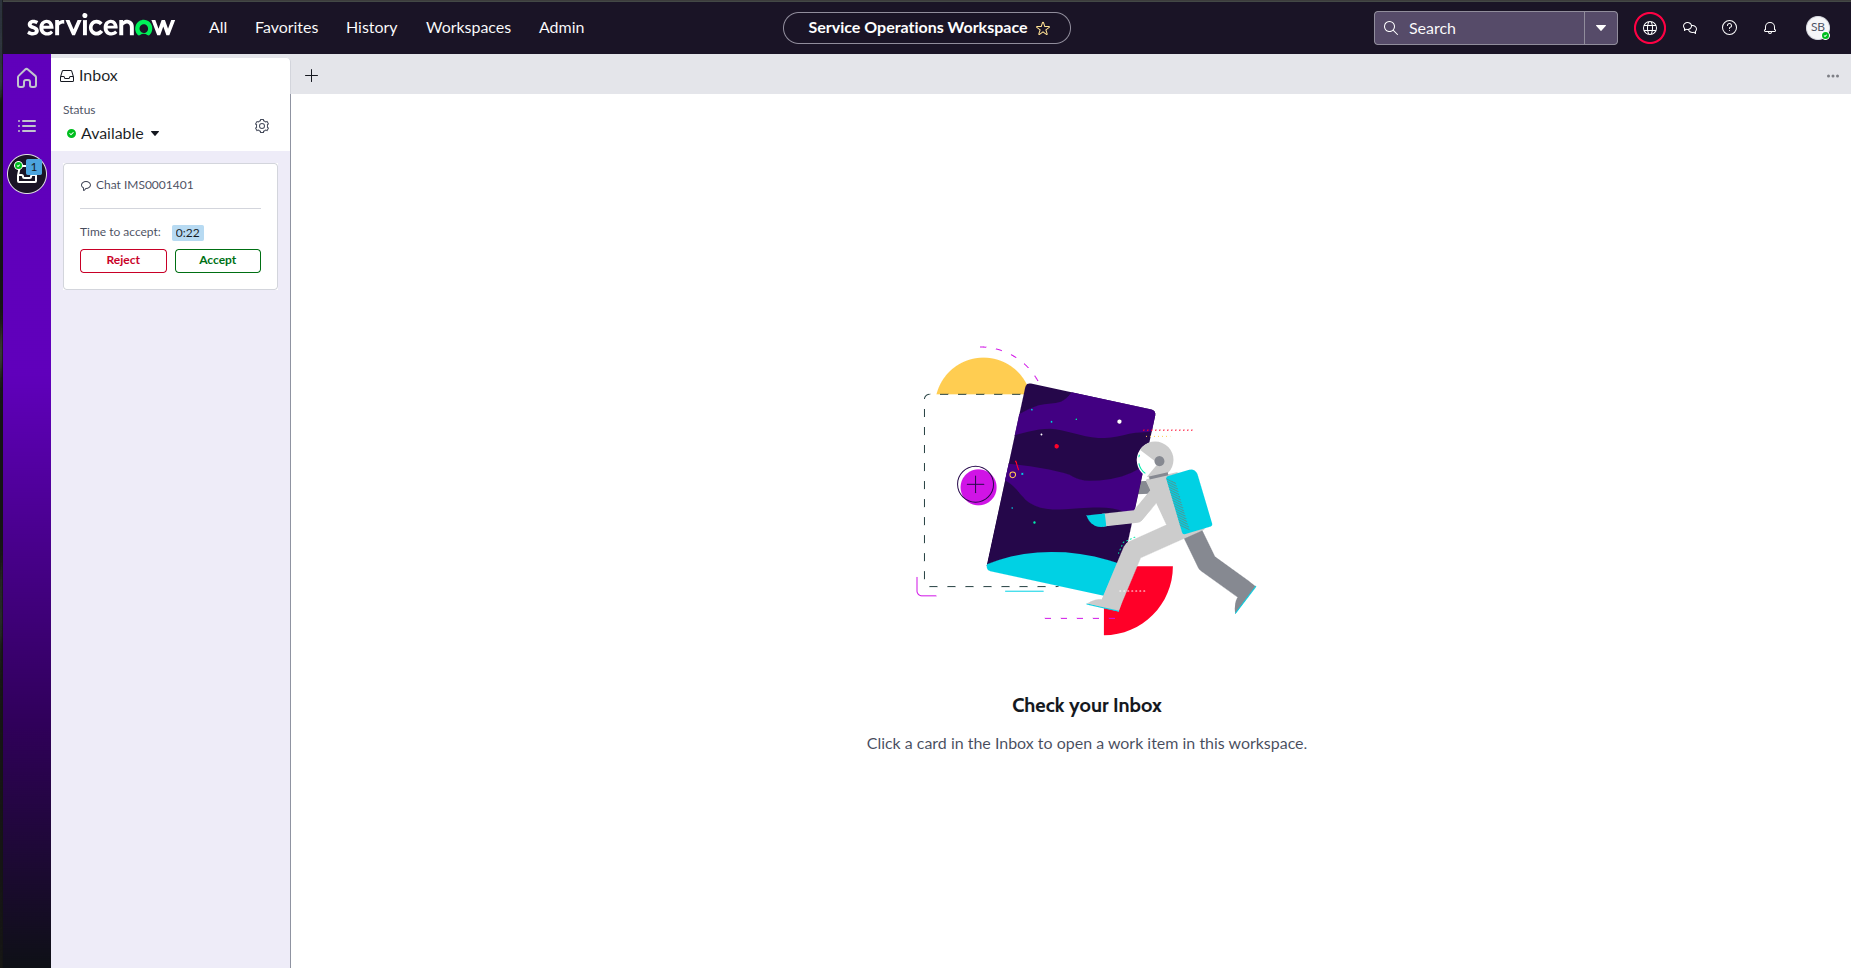 servicenow All Favorites History Workspaces Admin Service Operations Workspace Search SB
Inbox
Status
Available
1
Chat IMS0001401
Time to accept: 0:22
Reject Accept
Check your Inbox
Click a card in the Inbox to open a work item in this workspace.